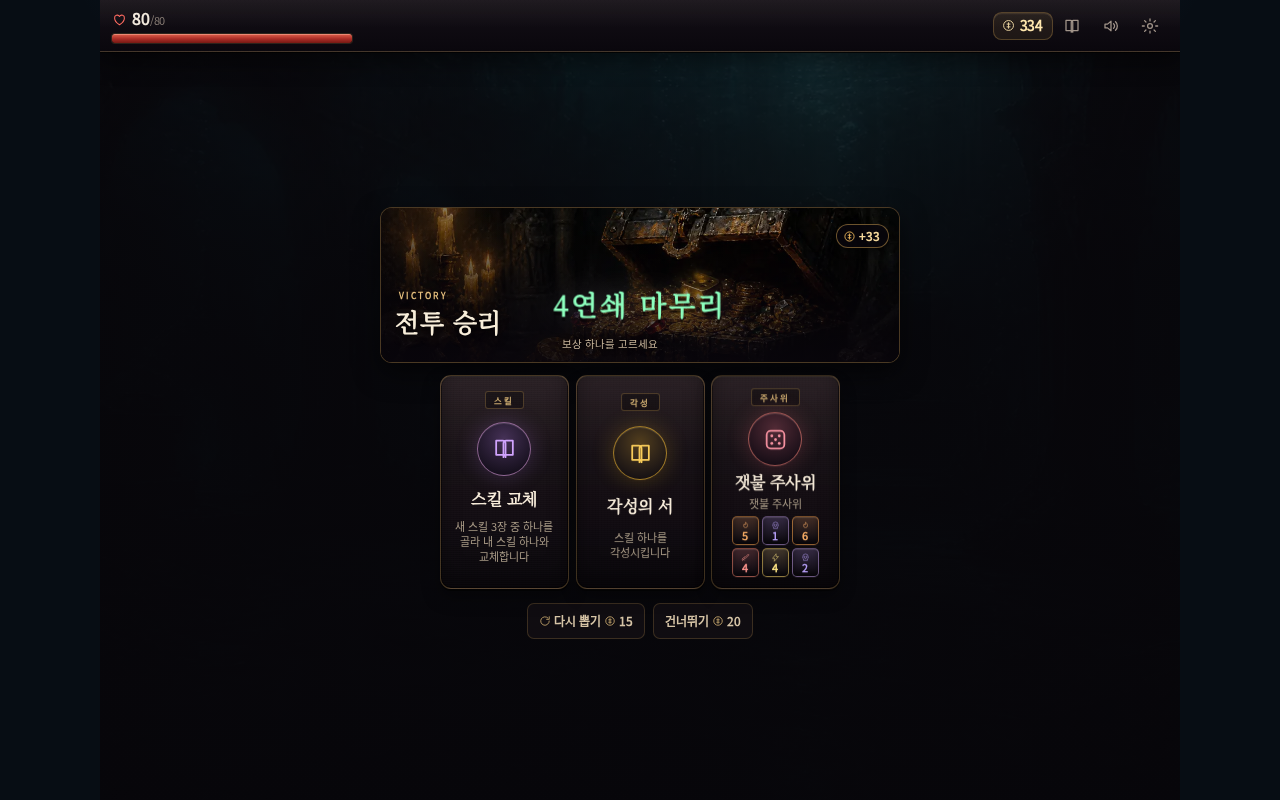 80/80
334
+33
VICTORY
전투 승리
4연쇄 마무리
보상 하나를 고르세요
스킬
스킬 교체
새 스킬 3장 중 하나를
골라 내 스킬 하나와
교체합니다
각성
각성의 서
스킬 하나를
각성시킵니다
주사위
잿불 주사위
잿불 주사위
5 1 6
4 4 2
다시 뽑기 15
건너뛰기 20